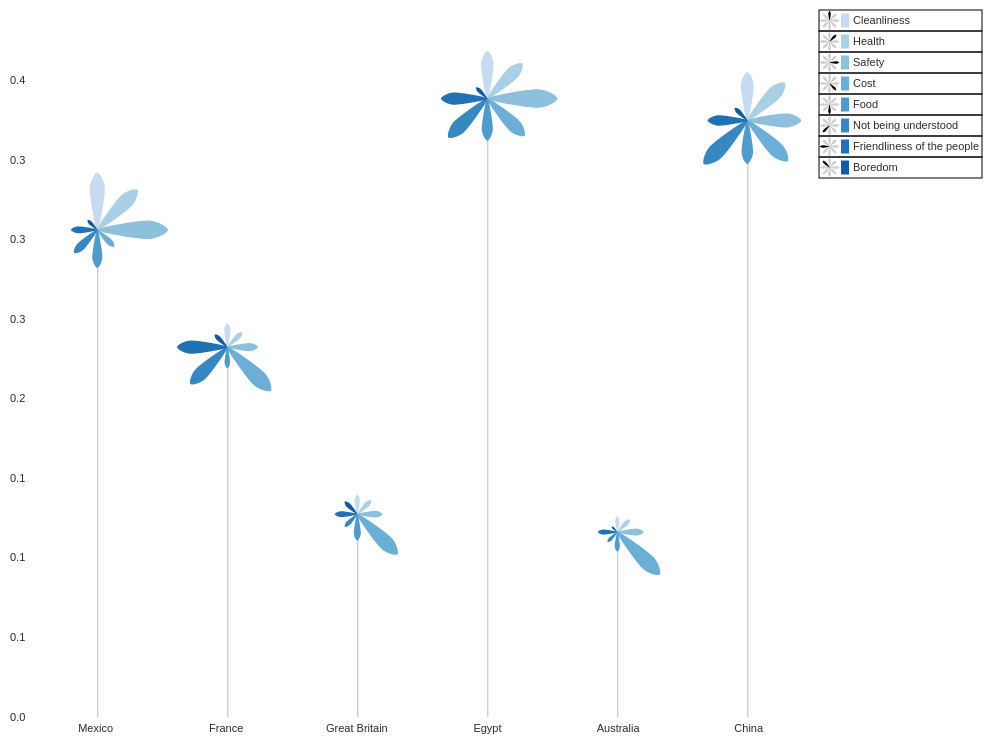 Cleanliness
Health
Safety
Cost
Food
Not being understood
Friendliness of the people
Boredom
0.4
0.3
0.3
0.3
0.2
0.1
0.1
0.1
0.0
Mexico France Great Britain Egypt Australia China